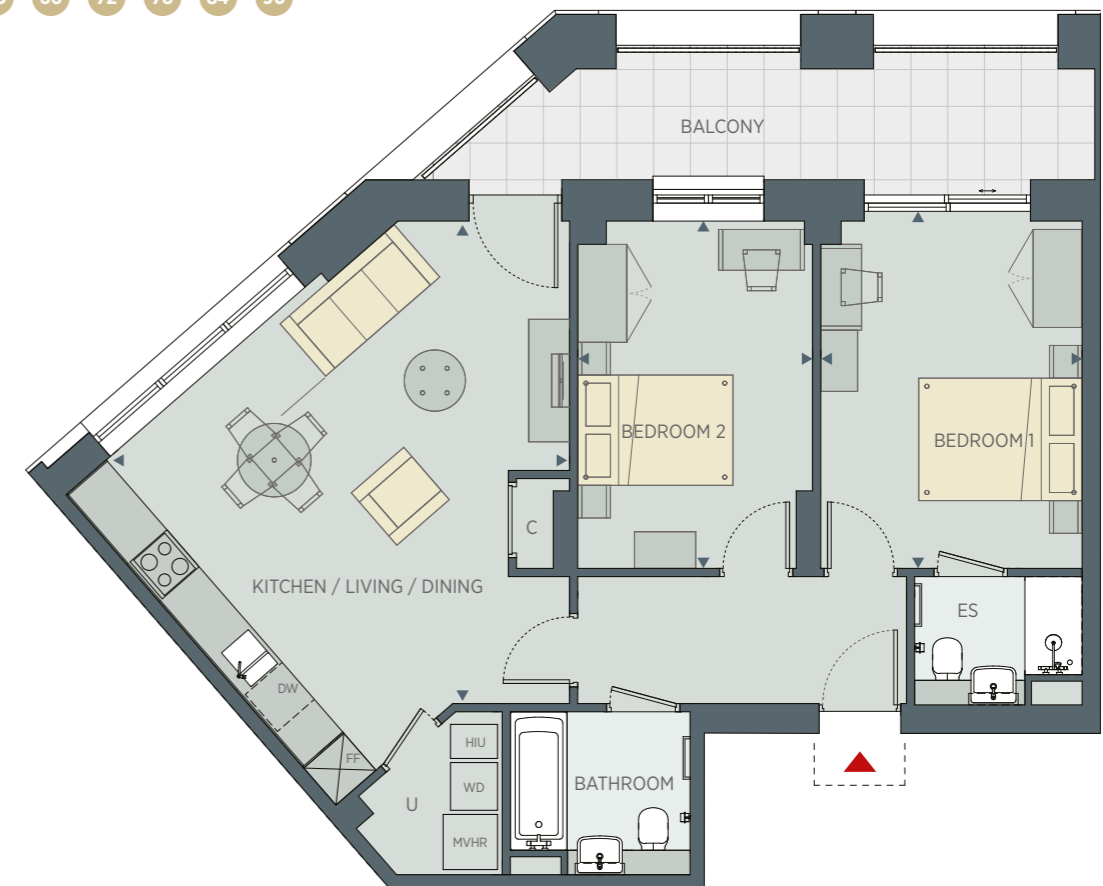 BALCONY
BEDROOM 2
BEDROOM 1
C
KITCHEN / LIVING / DINING
ES
DW
FF
HIU
WD
U
MVHR
BATHROOM